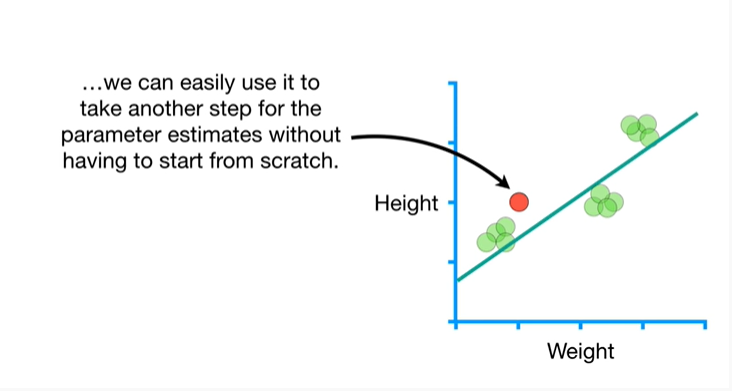 ...we can easily use it to
take another step for the
parameter estimates without
having to start from scratch.
Height
Weight